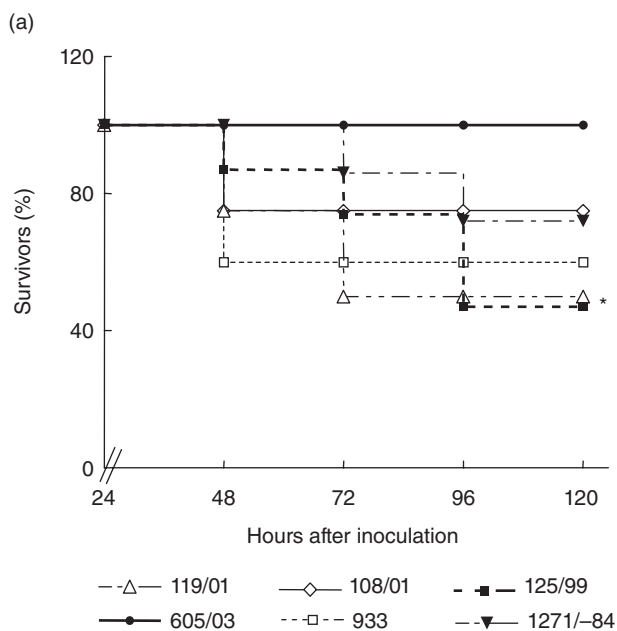 (a)
120
80
40
0
Survivors (%)
*
24 48 72 96 120
Hours after inoculation
119/01 108/01 125/99
605/03 933 1271/–84